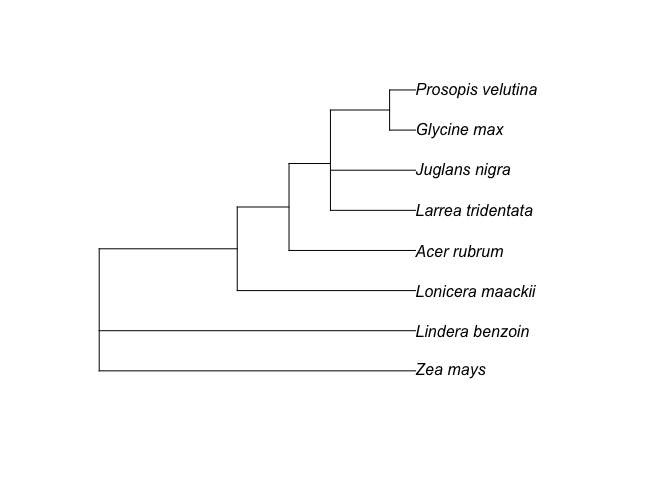 Prosopis velutina
Glycine max
Juglans nigra
Larrea tridentata
Acer rubrum
Lonicera maackii
Lindera benzoin
Zea mays